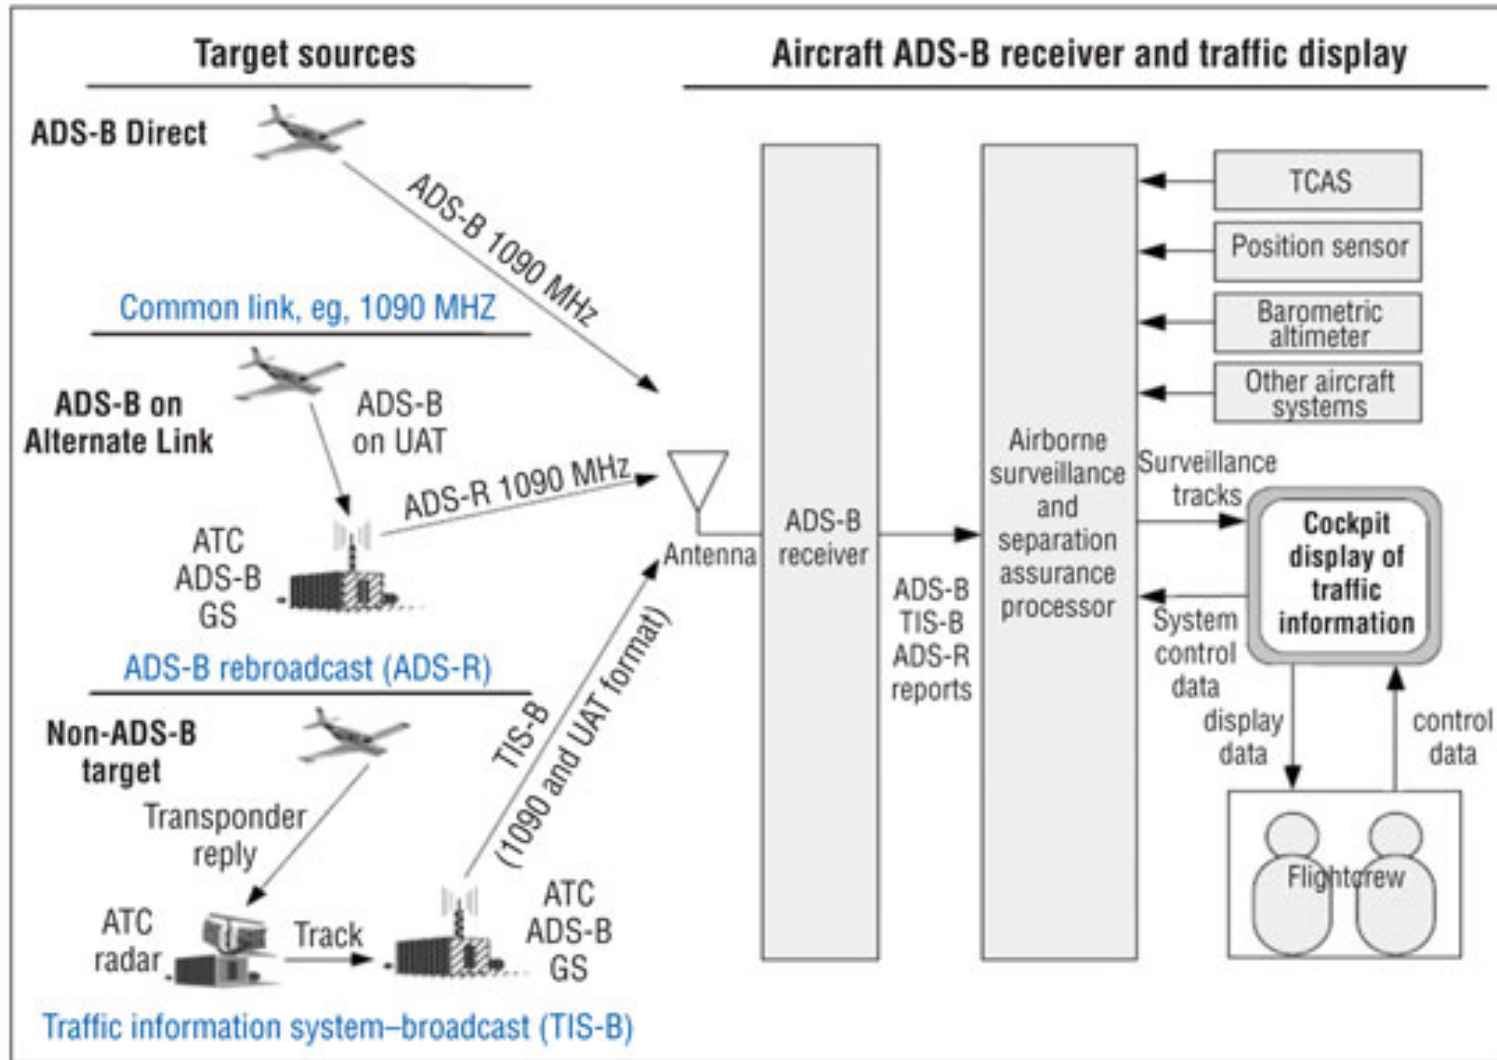 Target sources
Aircraft ADS-B receiver and traffic display
ADS-B Direct
ADS-B 1090 MHz
Common link, eg, 1090 MHZ
ADS-B on
Alternate Link
ADS-B
on UAT
ADS-R 1090 MHz
ATC
ADS-B
GS
ADS-B rebroadcast (ADS-R)
Non-ADS-B
target
Transponder
reply
ATC
radar
Track
ATC
ADS-B
GS
TIS-B
(1090 and UAT format)
Traffic information system–broadcast (TIS-B)
Antenna
ADS-B
receiver
ADS-B
TIS-B
ADS-R
reports
Airborne
surveillance
and
separation
assurance
processor
TCAS
Position sensor
Barometric
altimeter
Other aircraft
systems
Surveillance
tracks
Cockpit
display of
traffic
information
System
control
data
display
data
control
data
Flightcrew